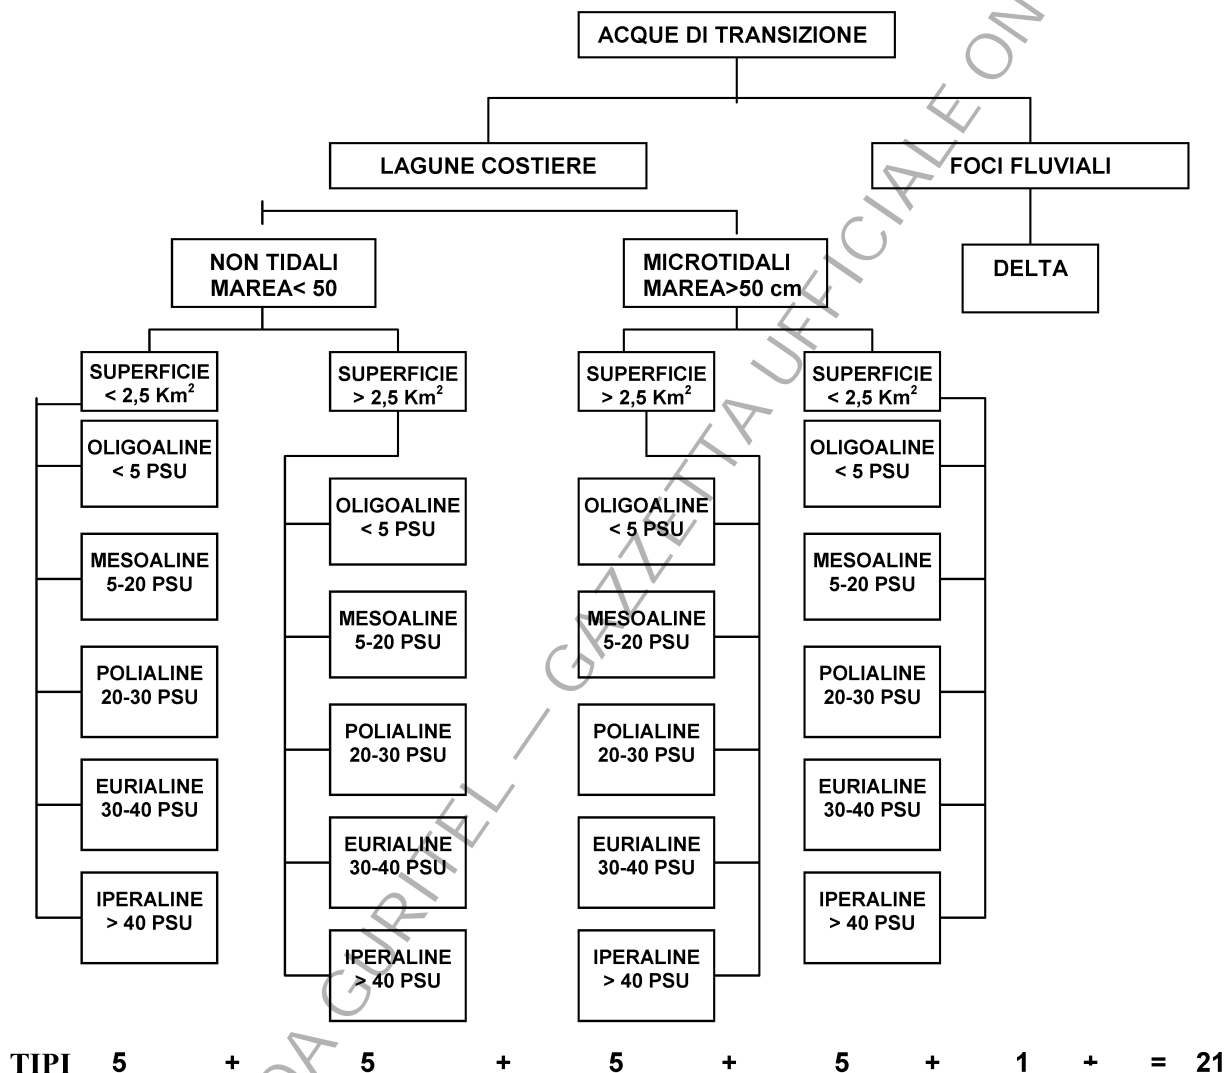 ACQUE DI TRANSIZIONE
LAGUNE COSTIERE
FOCI FLUVIALI
NON TIDALI
MAREA< 50
MICROTIDALI
MAREA>50 cm
DELTA
SUPERFICIE
< 2,5 Km²
OLIGOALINE
< 5 PSU
MESOALINE
5-20 PSU
POLIALINE
20-30 PSU
EURIALINE
30-40 PSU
IPERALINE
> 40 PSU
SUPERFICIE
> 2,5 Km²
OLIGOALINE
< 5 PSU
MESOALINE
5-20 PSU
POLIALINE
20-30 PSU
EURIALINE
30-40 PSU
IPERALINE
> 40 PSU
SUPERFICIE
> 2,5 Km²
OLIGOALINE
< 5 PSU
MESOALINE
5-20 PSU
POLIALINE
20-30 PSU
EURIALINE
30-40 PSU
IPERALINE
> 40 PSU
SUPERFICIE
< 2,5 Km²
OLIGOALINE
< 5 PSU
MESOALINE
5-20 PSU
POLIALINE
20-30 PSU
EURIALINE
30-40 PSU
IPERALINE
> 40 PSU
TIPI 5 + 5 + 5 + 5 + 1 + = 21
DA GURITEL — GAZZETTA UFFICIALE ON